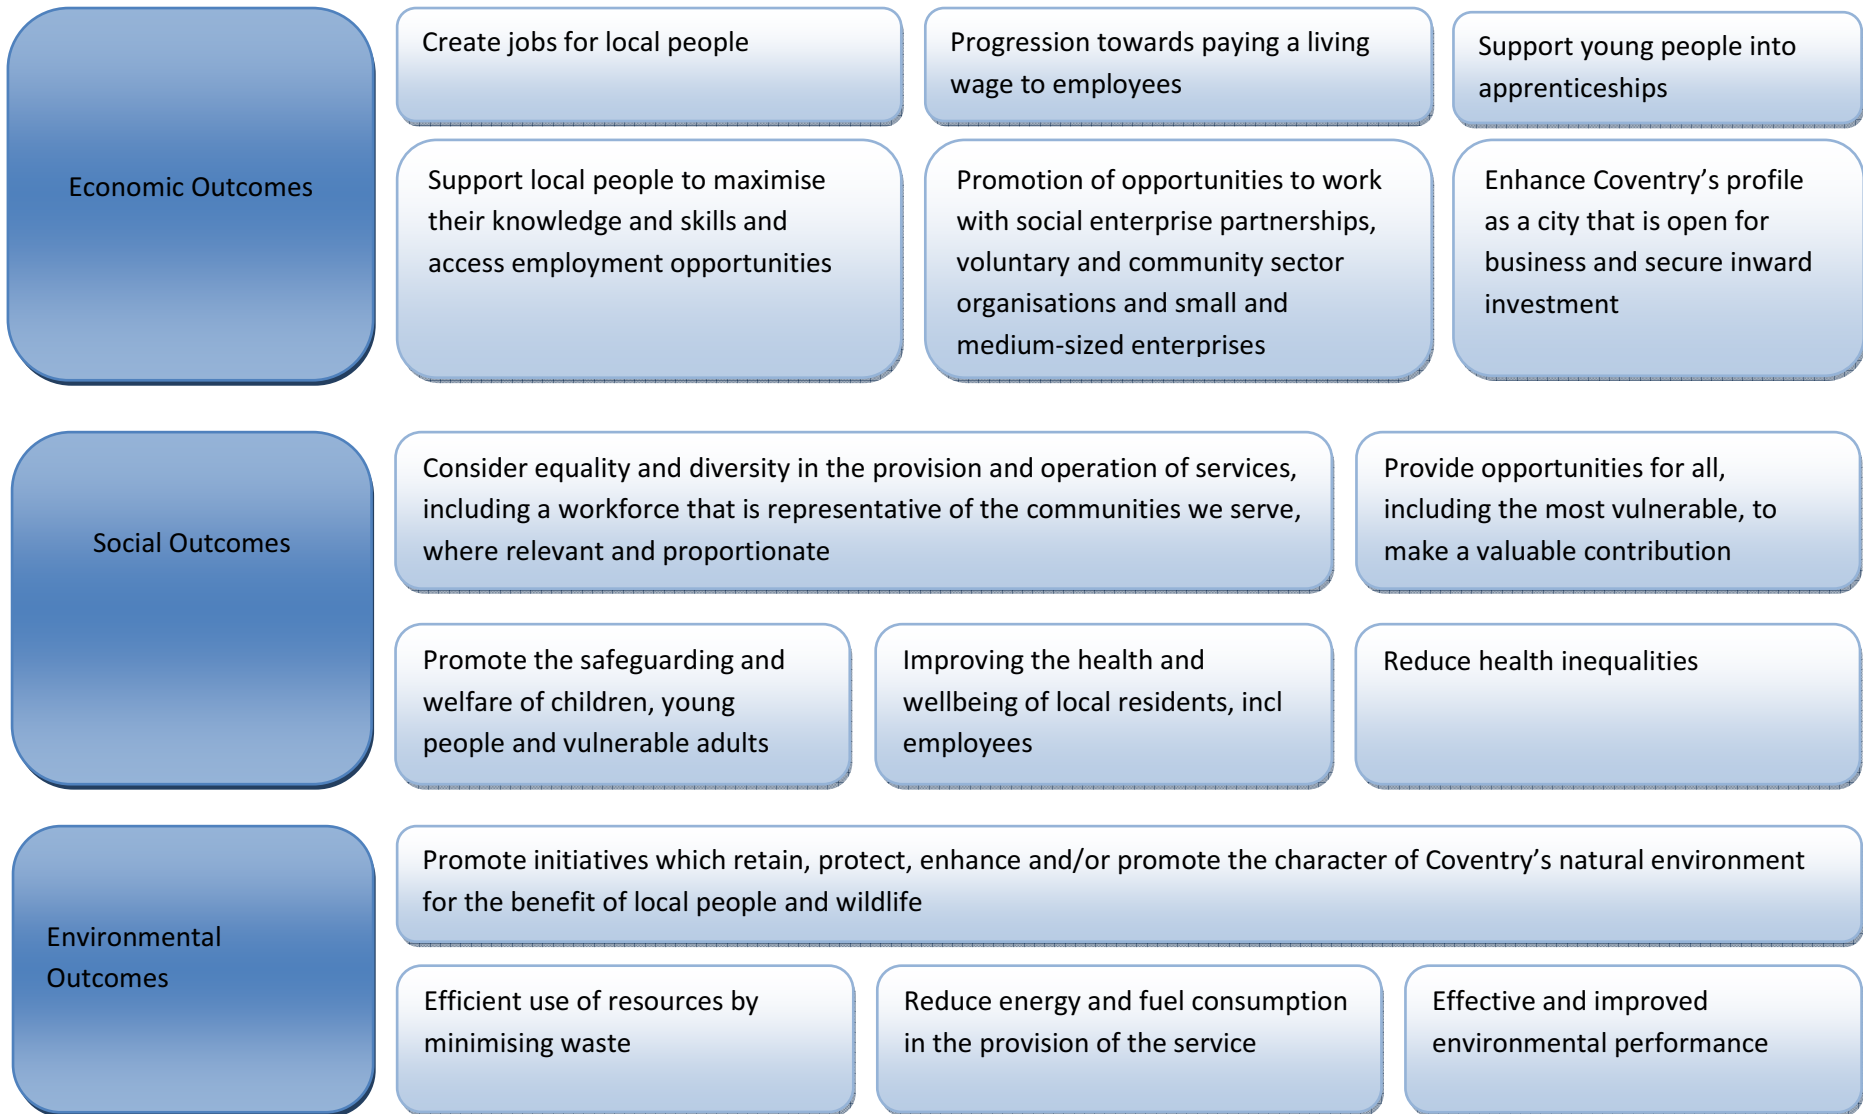 Economic Outcomes
Create jobs for local people
Progression towards paying a living
wage to employees
Support young people into
apprenticeships
Support local people to maximise
their knowledge and skills and
access employment opportunities
Promotion of opportunities to work
with social enterprise partnerships,
voluntary and community sector
organisations and small and
medium-sized enterprises
Enhance Coventry’s profile
as a city that is open for
business and secure inward
investment
Social Outcomes
Consider equality and diversity in the provision and operation of services,
including a workforce that is representative of the communities we serve,
where relevant and proportionate
Provide opportunities for all,
including the most vulnerable, to
make a valuable contribution
Promote the safeguarding and
welfare of children, young
people and vulnerable adults
Improving the health and
wellbeing of local residents, incl
employees
Reduce health inequalities
Environmental
Outcomes
Promote initiatives which retain, protect, enhance and/or promote the character of Coventry’s natural environment
for the benefit of local people and wildlife
Efficient use of resources by
minimising waste
Reduce energy and fuel consumption
in the provision of the service
Effective and improved
environmental performance